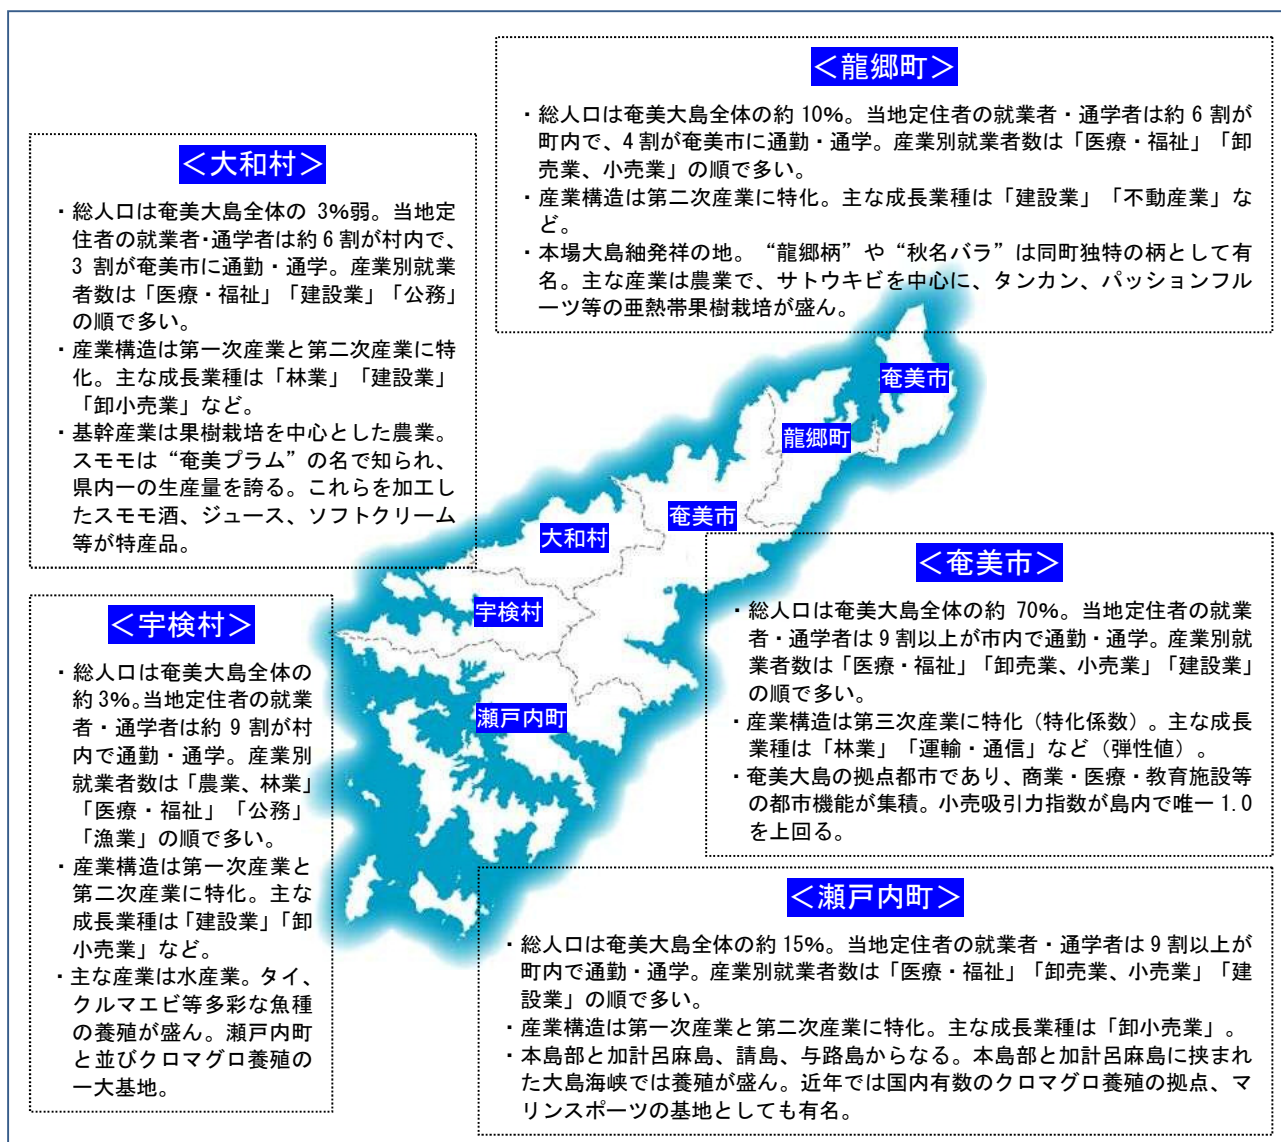 ＜龍郷町＞
・総人口は奄美大島全体の約 10%。当地定住者の就業者・通学者は約 6 割が
町内で、4 割が奄美市に通勤・通学。産業別就業者数は「医療・福祉」「卸
売業、小売業」の順で多い。
・産業構造は第二次産業に特化。主な成長業種は「建設業」「不動産業」な
ど。
・本場大島紬発祥の地。“龍郷柄”や“秋名バラ”は同町独特の柄として有
名。主な産業は農業で、サトウキビを中心に、タンカン、パッションフル
ーツ等の亜熱帯果樹栽培が盛ん。
＜大和村＞
・総人口は奄美大島全体の 3%弱。当地定
住者の就業者・通学者は約 6 割が村内で、
3 割が奄美市に通勤・通学。産業別就業
者数は「医療・福祉」「建設業」「公務」
の順で多い。
・産業構造は第一次産業と第二次産業に特
化。主な成長業種は「林業」「建設業」
「卸小売業」など。
・基幹産業は果樹栽培を中心とした農業。
スモモは“奄美プラム”の名で知られ、
県内一の生産量を誇る。これらを加工し
たスモモ酒、ジュース、ソフトクリーム
等が特産品。
奄美市
龍郷町
奄美市
大和村
宇検村
瀬戸内町
＜宇検村＞
・総人口は奄美大島全体の
約 3%。当地定住者の就業
者・通学者は約 9 割が村
内で通勤・通学。産業別
就業者数は「農業、林業」
「医療・福祉」「公務」
「漁業」の順で多い。
・産業構造は第一次産業と
第二次産業に特化。主な
成長業種は「建設業」「卸
小売業」など。
・主な産業は水産業。タイ、
クルマエビ等多彩な魚種
の養殖が盛ん。瀬戸内町
と並びクロマグロ養殖の
一大基地。
＜奄美市＞
・総人口は奄美大島全体の約 70%。当地定住者の就業
者・通学者は 9 割以上が市内で通勤・通学。産業別就
業者数は「医療・福祉」「卸売業、小売業」「建設業」
の順で多い。
・産業構造は第三次産業に特化（特化係数）。主な成長
業種は「林業」「運輸・通信」など（弾性値）。
・奄美大島の拠点都市であり、商業・医療・教育施設等
の都市機能が集積。小売吸引力指数が島内で唯一 1.0
を上回る。
＜瀬戸内町＞
・総人口は奄美大島全体の約 15%。当地定住者の就業者・通学者は 9 割以上が
町内で通勤・通学。産業別就業者数は「医療・福祉」「卸売業、小売業」「建
設業」の順で多い。
・産業構造は第一次産業と第二次産業に特化。主な成長業種は「卸小売業」。
・本島部と加計呂麻島、請島、与路島からなる。本島部と加計呂麻島に挟まれ
た大島海峡では養殖が盛ん。近年では国内有数のクロマグロ養殖の拠点、マ
リンスポーツの基地としても有名。